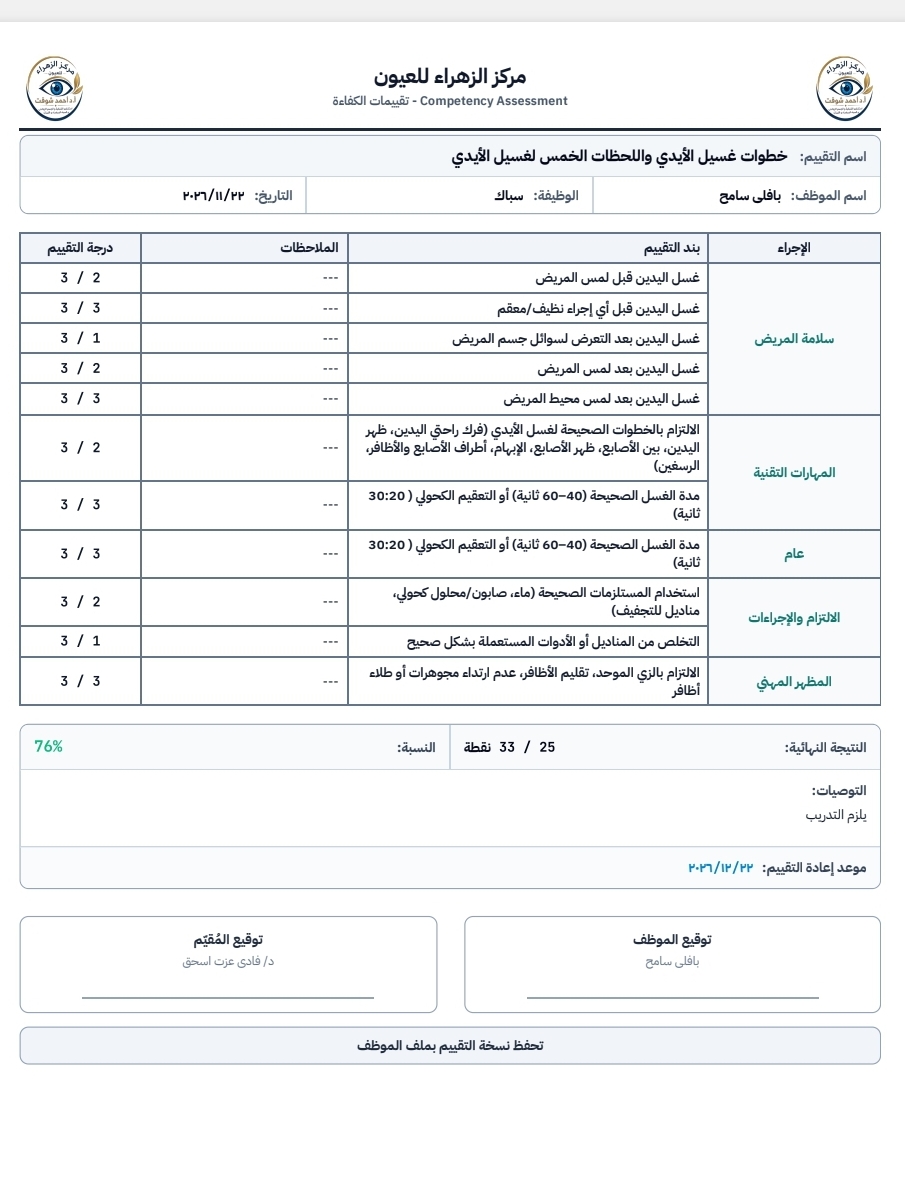 مركز الزهراء للعيون
Competency Assessment - تقييمات الكفاءة
مركز الزهراء
للعيون
أ.د أحمد شوقت
مركز الزهراء
للعيون
أ.د أحمد شوقت
اسم التقييم: خطوات غسيل الأيدي واللحظات الخمس لغسيل الأيدي
اسم الموظف: بافلى سامح الوظيفة: سباك التاريخ: ٢٠٢٦/١١/٢٢
الإجراء بند التقييم الملاحظات درجة التقييم
سلامة المريض
غسل اليدين قبل لمس المريض --- 3 / 2
غسل اليدين قبل أي إجراء نظيف/معقم --- 3 / 3
غسل اليدين بعد التعرض لسوائل جسم المريض --- 3 / 1
غسل اليدين بعد لمس المريض --- 3 / 2
غسل اليدين بعد لمس محيط المريض --- 3 / 3
المهارات التقنية
الالتزام بالخطوات الصحيحة لغسل الأيدي (فرك راحتي اليدين، ظهر
اليدين، بين الأصابع، ظهر الأصابع، الإبهام، أطراف الأصابع والأظافر،
الرسغين) --- 3 / 2
مدة الغسل الصحيحة (40–60 ثانية) أو التعقيم الكحولي ( 30:20
ثانية) --- 3 / 3
عام
مدة الغسل الصحيحة (40–60 ثانية) أو التعقيم الكحولي ( 30:20
ثانية) --- 3 / 3
الالتزام والإجراءات
استخدام المستلزمات الصحيحة (ماء، صابون/محلول كحولي،
مناديل للتجفيف) --- 3 / 2
التخلص من المناديل أو الأدوات المستعملة بشكل صحيح --- 3 / 1
المظهر المهني
الالتزام بالزي الموحد، تقليم الأظافر، عدم ارتداء مجوهرات أو طلاء
أظافر --- 3 / 3
النتيجة النهائية: 33 / 25 نقطة النسبة: 76%
التوصيات:
يلزم التدريب
موعد إعادة التقييم: ٢٠٢٦/١٢/٢٢
توقيع الموظف
بافلى سامح
توقيع المُقيّم
د/ فادى عزت اسحق
تحفظ نسخة التقييم بملف الموظف